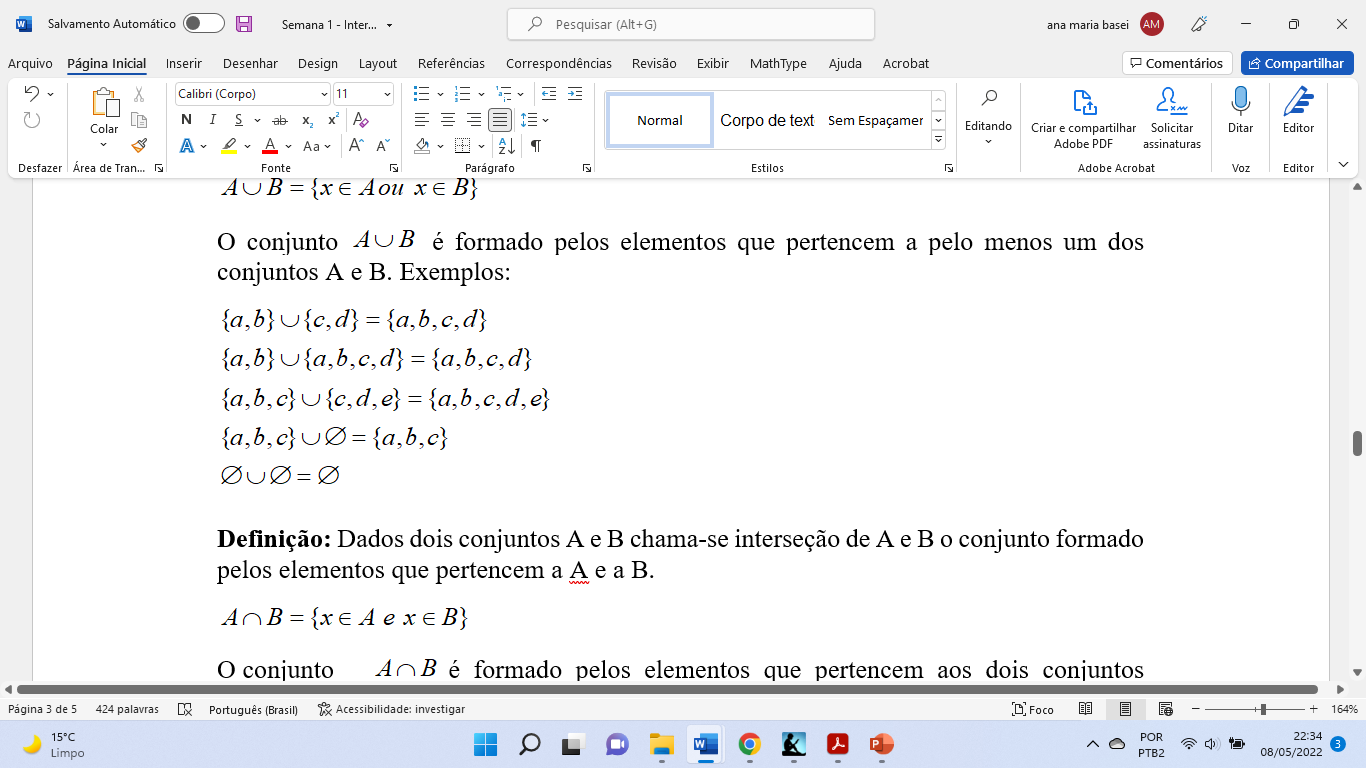 Salvamento Automático Semana 1 - Inter... Pesquisar (Alt+G) ana maria basei AM
Arquivo Página Inicial Inserir Desenhar Design Layout Referências Correspondências Revisão Exibir MathType Ajuda Acrobat Comentários Compartilhar
Calibri (Corpo) 11
Colar
N I S ab x₂ x² A
A A Aa A A
Normal Corpo de text Sem Espaçamer
Editando
Criar e compartilhar Adobe PDF
Solicitar assinaturas
Ditar
Editor
Desfazer Área de Tran... Fonte Parágrafo Estilos Adobe Acrobat Voz Editor
A∪B = {x∈A ou x∈B}
O conjunto A∪B é formado pelos elementos que pertencem a pelo menos um dos
conjuntos A e B. Exemplos:
{a,b}∪{c,d} = {a,b,c,d}
{a,b}∪{a,b,c,d} = {a,b,c,d}
{a,b,c}∪{c,d,e} = {a,b,c,d,e}
{a,b,c}∪∅ = {a,b,c}
∅∪∅ = ∅
Definição: Dados dois conjuntos A e B chama-se interseção de A e B o conjunto formado
pelos elementos que pertencem a A e a B.
A∩B = {x∈A e x∈B}
O conjunto A∩B é formado pelos elementos que pertencem aos dois conjuntos
Página 3 de 5 424 palavras Português (Brasil) Acessibilidade: investigar Foco 164%
15°C
Limpo
POR
PTB2
22:34
08/05/2022
3